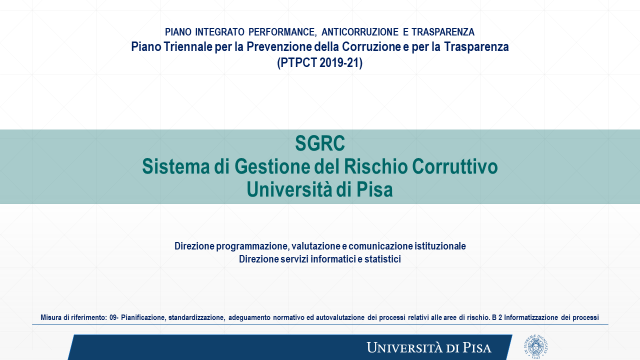 PIANO INTEGRATO PERFORMANCE, ANTICORRUZIONE E TRASPARENZA
Piano Triennale per la Prevenzione della Corruzione e per la Trasparenza
(PTPCT 2019-21)
SGRC
Sistema di Gestione del Rischio Corruttivo
Università di Pisa
Direzione programmazione, valutazione e comunicazione istituzionale
Direzione servizi informatici e statistici
Misura di riferimento: 09- Pianificazione, standardizzazione, adeguamento normativo ed autovalutazione dei processi relativi alle aree di rischio. B 2 Informatizzazione dei processi
UNIVERSITÀ DI PISA